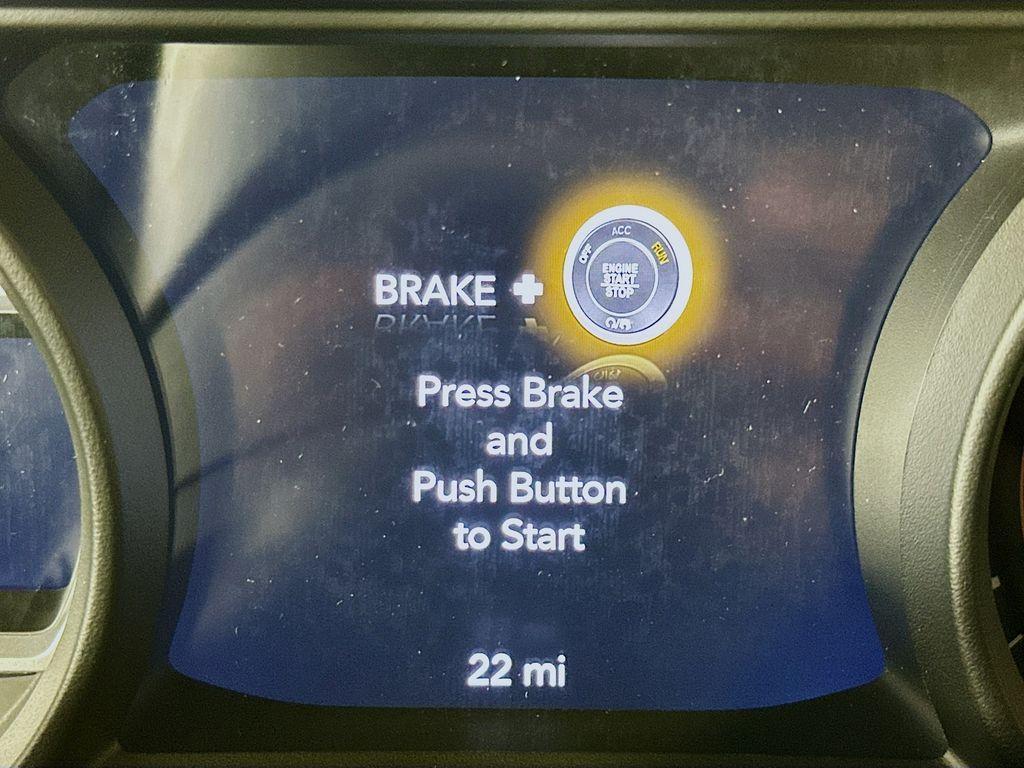 BRAKE +
ACC
OFF
RUN
ENGINE
START
STOP
Press Brake
and
Push Button
to Start
22 mi